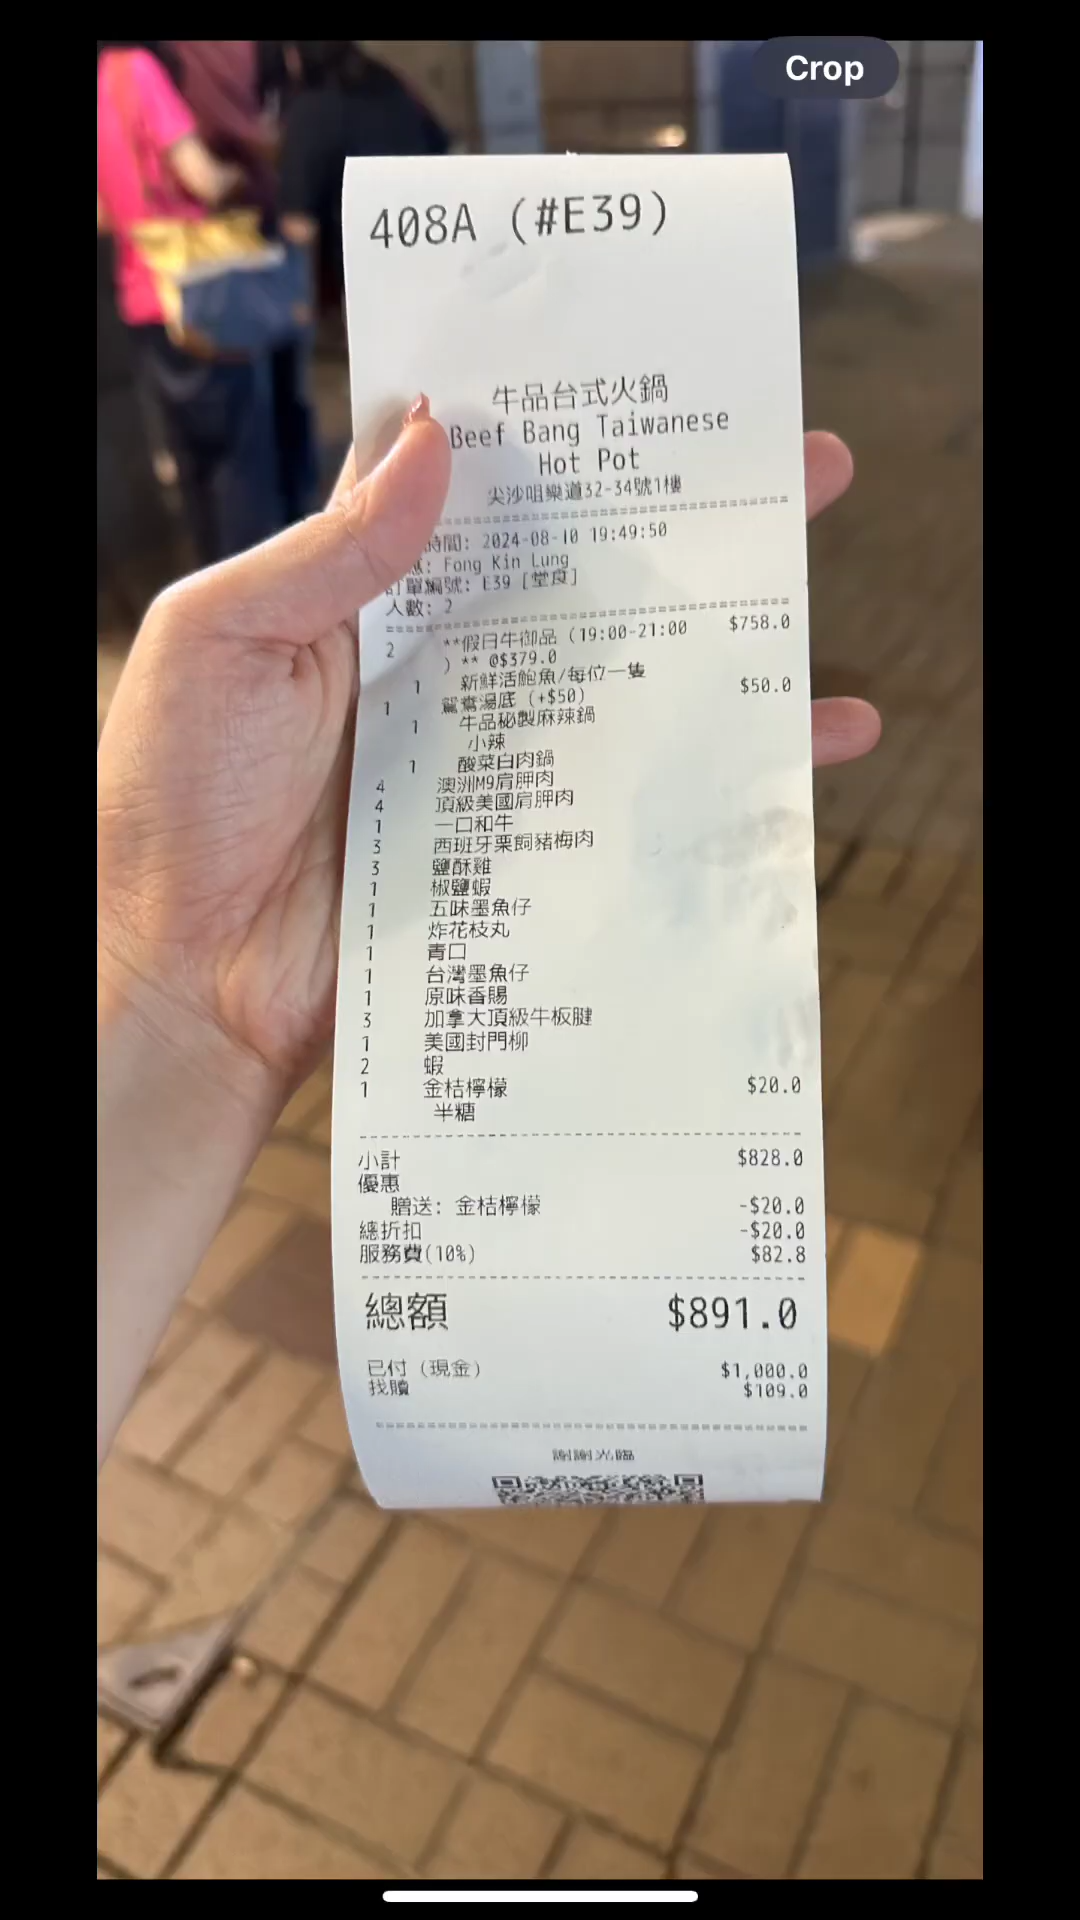 Crop
408A (#E39)
牛品台式火鍋
Beef Bang Taiwanese
Hot Pot
尖沙咀樂道32-34號1樓
時間: 2024-08-10 19:49:50
: Fong Kin Lung
訂單編號: E39 [堂食]
人數: 2
2 **假日牛御品 (19:00-21:00 $758.0
) ** @$379.0
1 新鮮活鮑魚/每位一隻
1 鴛鴦湯底 (+$50) $50.0
1 牛品秘製麻辣鍋
小辣
1 酸菜白肉鍋
4 澳洲M9肩胛肉
4 頂級美國肩胛肉
1 一口和牛
3 西班牙栗飼豬梅肉
3 鹽酥雞
1 椒鹽蝦
1 五味墨魚仔
1 炸花枝丸
1 青口
1 台灣墨魚仔
1 原味香腸
3 加拿大頂級牛板腱
1 美國封門柳
2 蝦
1 金桔檸檬 $20.0
半糖
小計 $828.0
優惠
贈送: 金桔檸檬 -$20.0
總折扣 -$20.0
服務費(10%) $82.8
總額 $891.0
已付 (現金) $1,000.0
找贖 $109.0
謝謝光臨